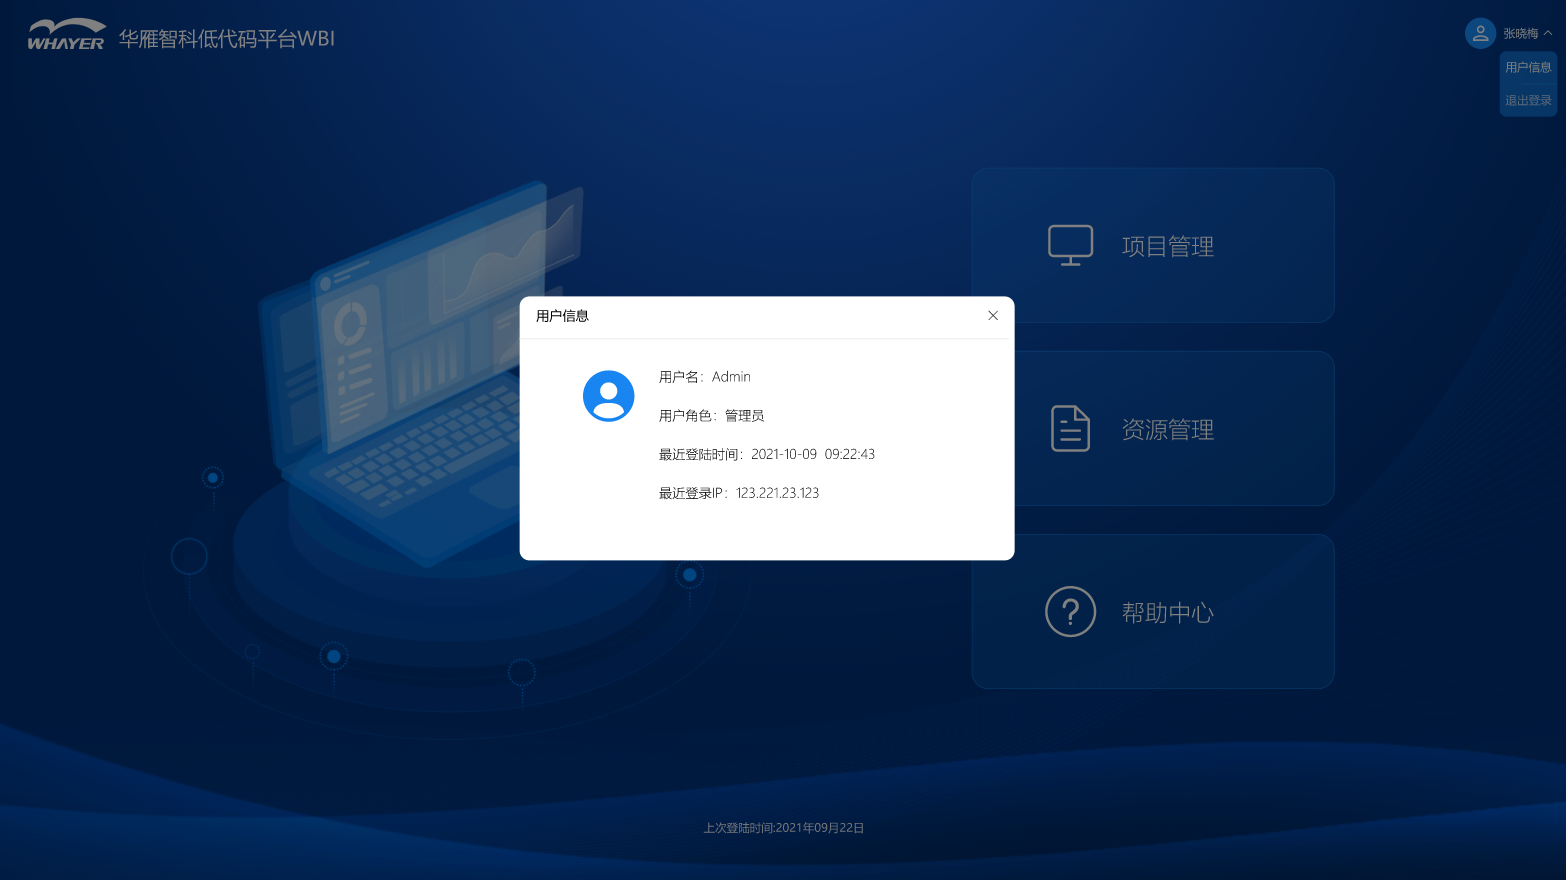 WHAYER 华雁智科低代码平台WBI
张晓梅
用户信息
退出登录
项目管理
资源管理
帮助中心
用户信息
用户名：Admin
用户角色：管理员
最近登陆时间：2021-10-09 09:22:43
最近登录IP：123.221.23.123
上次登陆时间:2021年09月22日